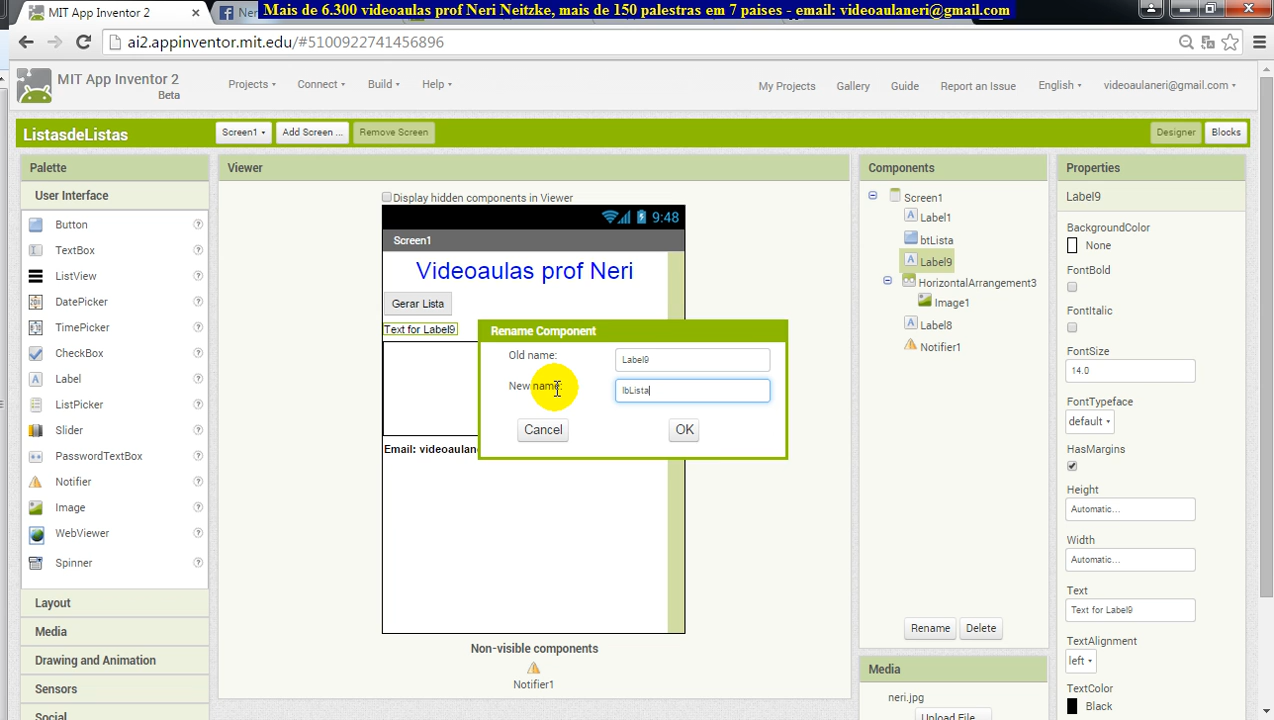 MIT App Inventor 2
Ner
Mais de 6.300 videoaulas prof Neri Neitzke, mais de 150 palestras em 7 paises - email: videoaulaneri@gmail.com
ai2.appinventor.mit.edu/#5100922741456896
MIT App Inventor 2
Beta
Projects
Connect
Build
Help
My Projects
Gallery
Guide
Report an Issue
English
videoaulaneri@gmail.com
ListasdeListas
Screen1
Add Screen ...
Remove Screen
Designer
Blocks
Palette
User Interface
Button
TextBox
ListView
DatePicker
TimePicker
CheckBox
Label
ListPicker
Slider
PasswordTextBox
Notifier
Image
WebViewer
Spinner
Layout
Media
Drawing and Animation
Sensors
Social
Viewer
Display hidden components in Viewer
9:48
Screen1
Videoaulas prof Neri
Gerar Lista
Text for Label9
Email: videoaulan
Non-visible components
Notifier1
Rename Component
Old name:
Label9
New name:
lbLista
Cancel
OK
Components
Screen1
Label1
btLista
Label9
HorizontalArrangement3
Image1
Label8
Notifier1
Rename
Delete
Media
neri.jpg
Upload File ...
Properties
Label9
BackgroundColor
None
FontBold
FontItalic
FontSize
14.0
FontTypeface
default
HasMargins
Height
Automatic...
Width
Automatic...
Text
Text for Label9
TextAlignment
left
TextColor
Black